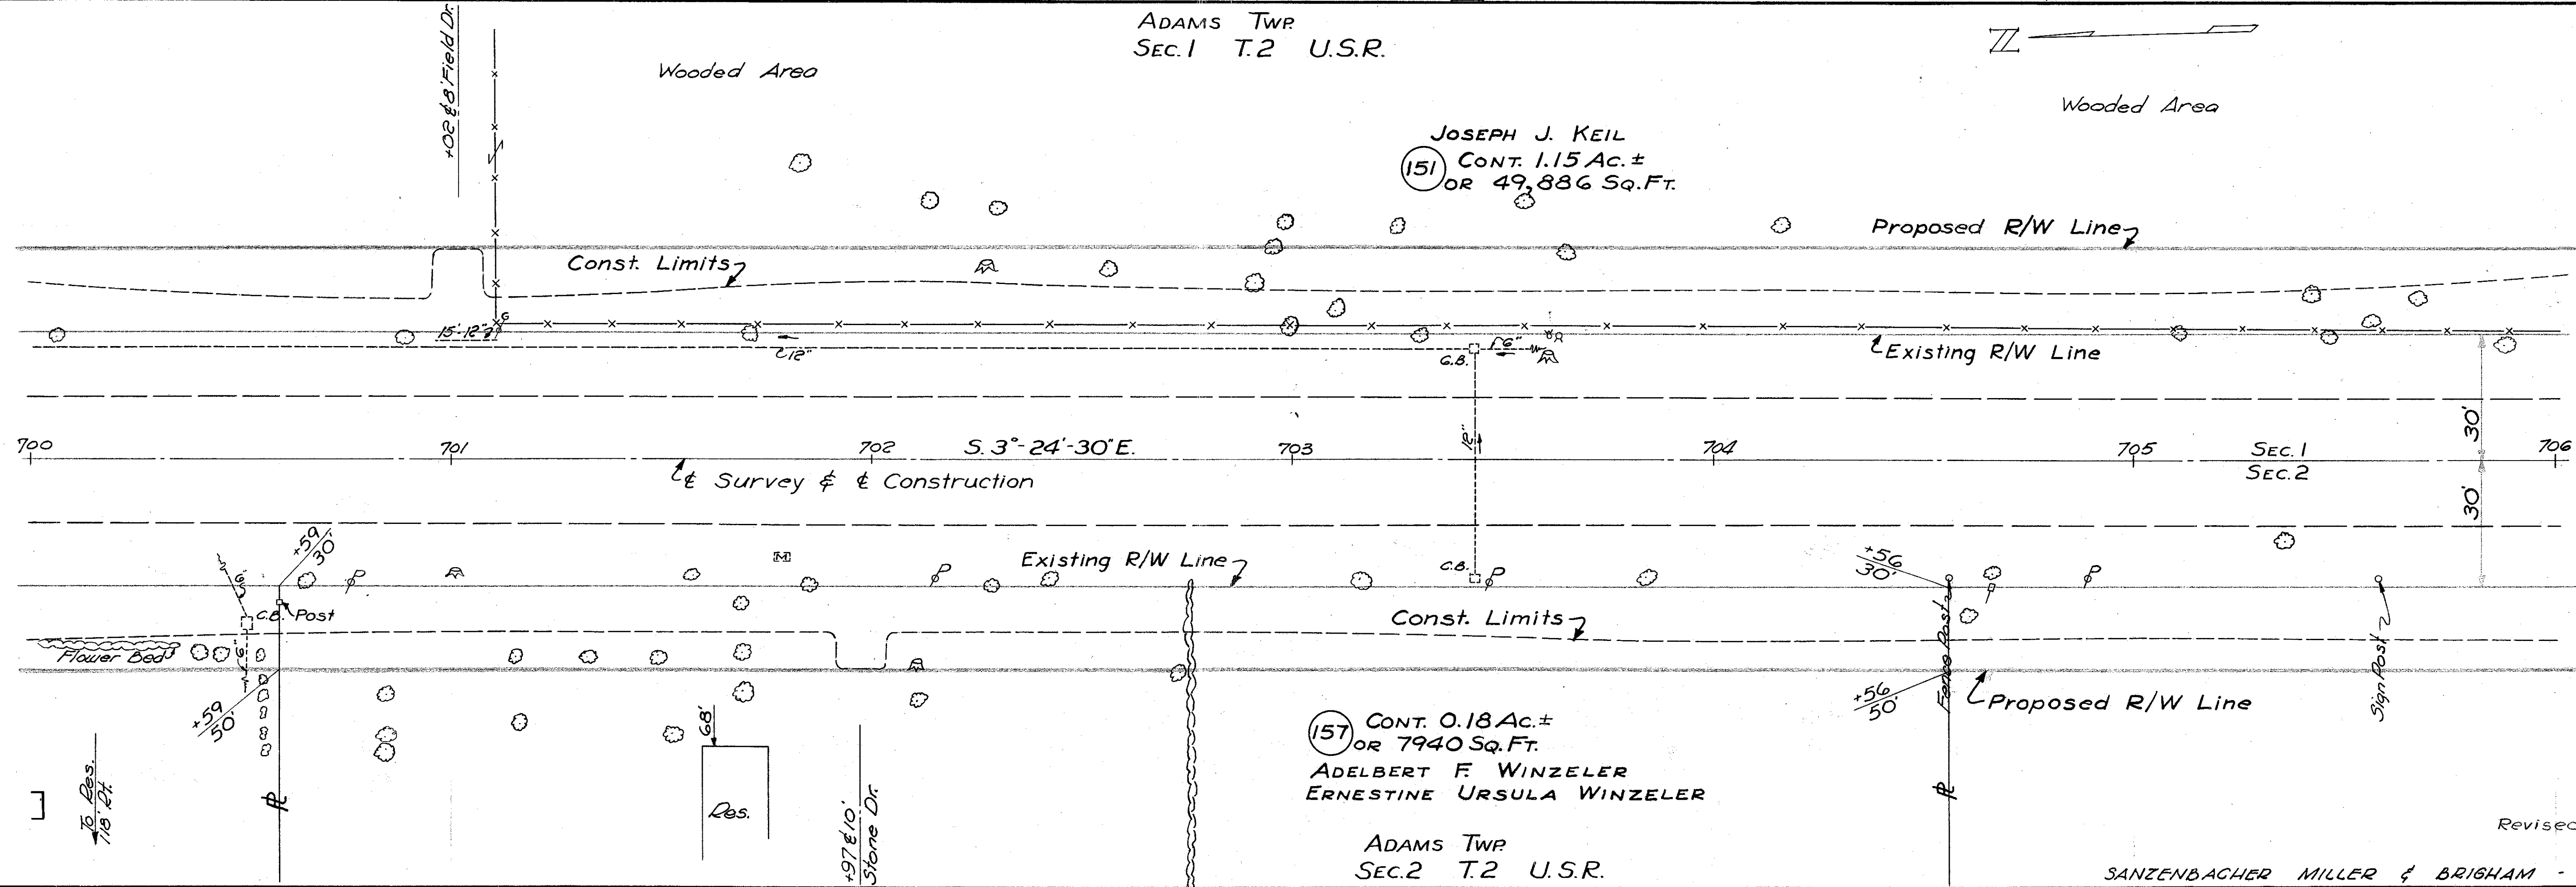 ADAMS TWP.
SEC. 1 T. 2 U.S.R.
+02 ℄ 8' Field Dr.
Wooded Area
Wooded Area
JOSEPH J. KEIL
151 CONT. 1.15 AC. ±
OR 49,886 SQ. FT.
Proposed R/W Line
Const. Limits
15'-12"
G
12"
C.B.
6"
Existing R/W Line
30'
700 701 702 S. 3°-24'-30" E. 703 12" 704 705 SEC. 1 706
SEC. 2
℄ Survey & ℄ Construction
30'
+59
30'
M
Existing R/W Line
C.B.
+56
30'
6"
C.B.
Post
Const. Limits
Flower Bed
6"
Fence Post
Sign Post
+59
50'
+56
50'
Proposed R/W Line
68'
157 CONT. 0.18 AC. ±
OR 7940 SQ. FT.
ADELBERT F. WINZELER
ERNESTINE URSULA WINZELER
To Res.
118' Rt.
PL
Res.
+97 ℄ 10'
Stone Dr.
PL
Revised
ADAMS TWP.
SEC. 2 T. 2 U.S.R.
SANZENBACHER MILLER & BRIGHAM -